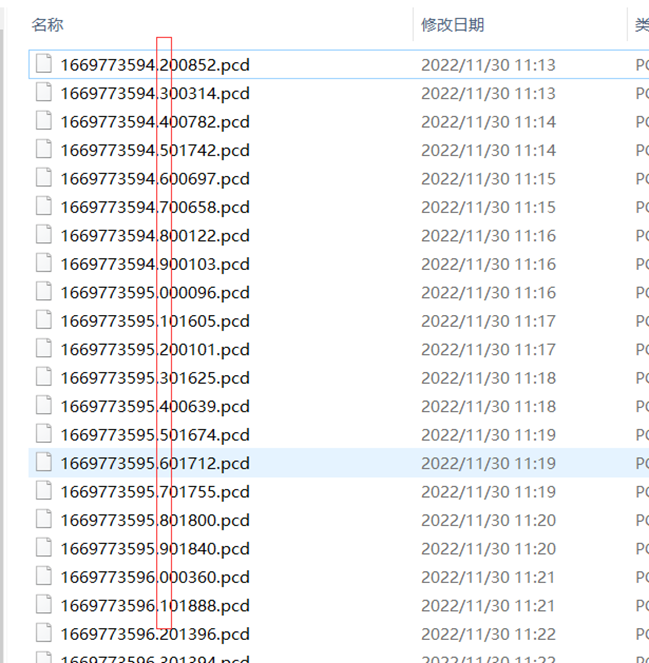 名称 修改日期 类
1669773594.200852.pcd 2022/11/30 11:13 PC
1669773594.300314.pcd 2022/11/30 11:13 PC
1669773594.400782.pcd 2022/11/30 11:14 PC
1669773594.501742.pcd 2022/11/30 11:14 PC
1669773594.600697.pcd 2022/11/30 11:15 PC
1669773594.700658.pcd 2022/11/30 11:15 PC
1669773594.800122.pcd 2022/11/30 11:16 PC
1669773594.900103.pcd 2022/11/30 11:16 PC
1669773595.000096.pcd 2022/11/30 11:16 PC
1669773595.101605.pcd 2022/11/30 11:17 PC
1669773595.200101.pcd 2022/11/30 11:17 PC
1669773595.301625.pcd 2022/11/30 11:18 PC
1669773595.400639.pcd 2022/11/30 11:18 PC
1669773595.501674.pcd 2022/11/30 11:19 PC
1669773595.601712.pcd 2022/11/30 11:19 PC
1669773595.701755.pcd 2022/11/30 11:19 PC
1669773595.801800.pcd 2022/11/30 11:20 PC
1669773595.901840.pcd 2022/11/30 11:20 PC
1669773596.000360.pcd 2022/11/30 11:21 PC
1669773596.101888.pcd 2022/11/30 11:21 PC
1669773596.201396.pcd 2022/11/30 11:22 PC
1669773596.301394.pcd 2022/11/30 11:22 PC